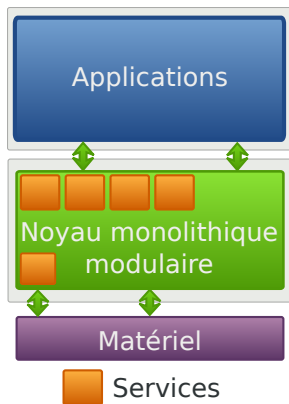 Applications
Noyau monolithique
modulaire
Matériel
Services